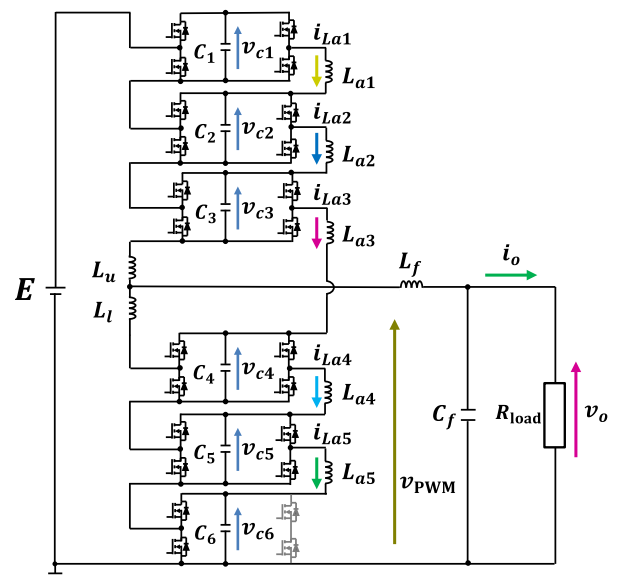 C1 vc1 iLa1 La1
C2 vc2 iLa2 La2
C3 vc3 iLa3 La3
Lu
E
Ll
Lf io
C4 vc4 iLa4 La4
C5 vc5 iLa5 La5
C6 vc6
vPWM
Cf Rload vo